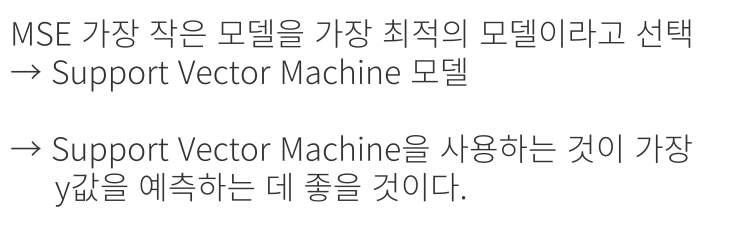 MSE 가장 작은 모델을 가장 최적의 모델이라고 선택
→ Support Vector Machine 모델
→ Support Vector Machine을 사용하는 것이 가장
y값을 예측하는 데 좋을 것이다.